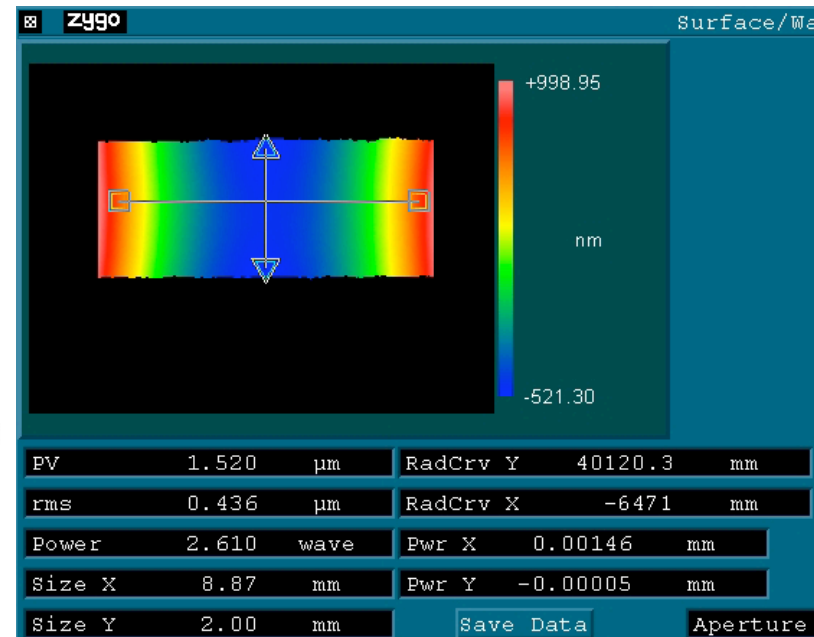 zygo Surface/Wa
+998.95
nm
-521.30
PV 1.520 µm RadCrv Y 40120.3 mm
rms 0.436 µm RadCrv X -6471 mm
Power 2.610 wave Pwr X 0.00146 mm
Size X 8.87 mm Pwr Y -0.00005 mm
Size Y 2.00 mm Save Data Aperture